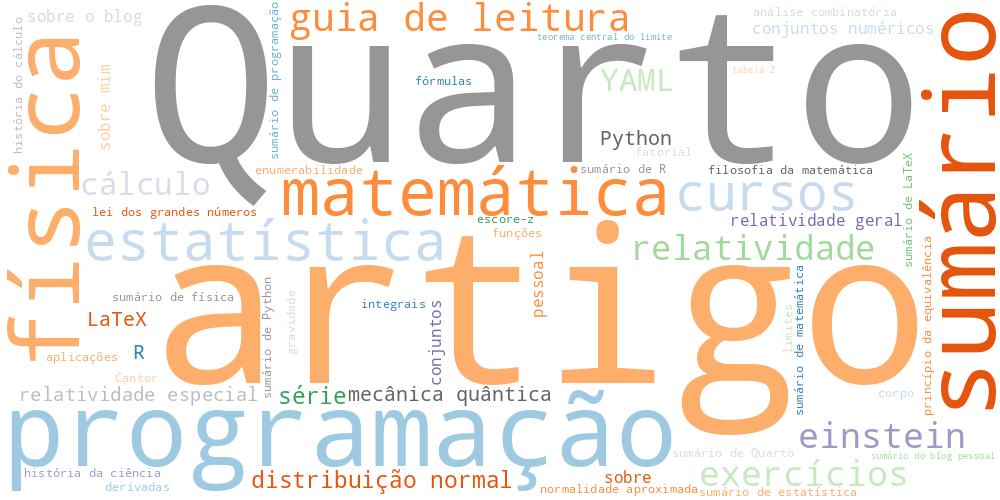 sobre o blog
guia de leitura
análise combinatória
conjuntos numéricos
teorema central do limite
história do cálculo
física
sobre mim
sumário de programação
Quarto
fórmulas
YAML
tabela Z
sumário
Python
fatorial
enumerabilidade
sumário de R
filosofia da matemática
cálculo
matemática
cursos
sumário de LaTeX
lei dos grandes números
escore-z
relatividade geral
estatística
funções
relatividade
artigo
pessoal
sumário de física
sumário de Python
gravidade
integrais
conjuntos
limites
sumário de matemática
princípio da equivalência
LaTeX
R
aplicações
Cantor
relatividade especial
série
mecânica quântica
corpo
programação
einstein
sumário de Quarto
sumário do blog pessoal
história da ciência
derivadas
distribuição normal
sobre
exercícios
normalidade aproximada
sumário de estatística